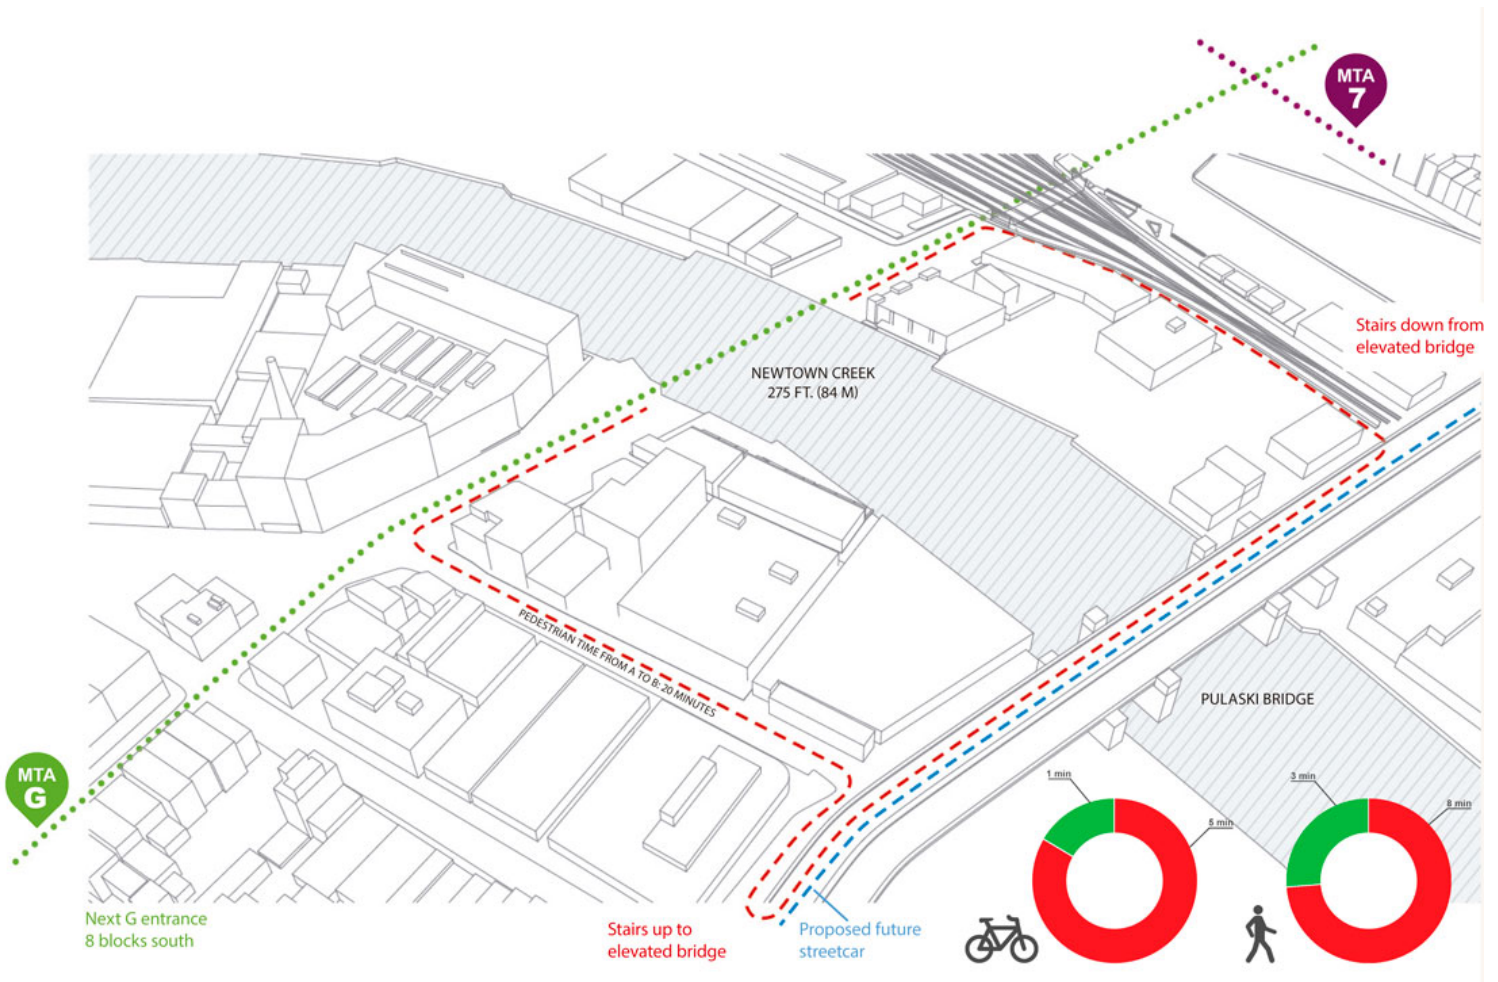 MTA
7
Stairs down from
elevated bridge
NEWTOWN CREEK
275 FT. (84 M)
PEDESTRIAN TIME FROM A TO B: 20 MINUTES
PULASKI BRIDGE
MTA
G
1 min
5 min
3 min
8 min
Next G entrance
8 blocks south
Stairs up to
elevated bridge
Proposed future
streetcar